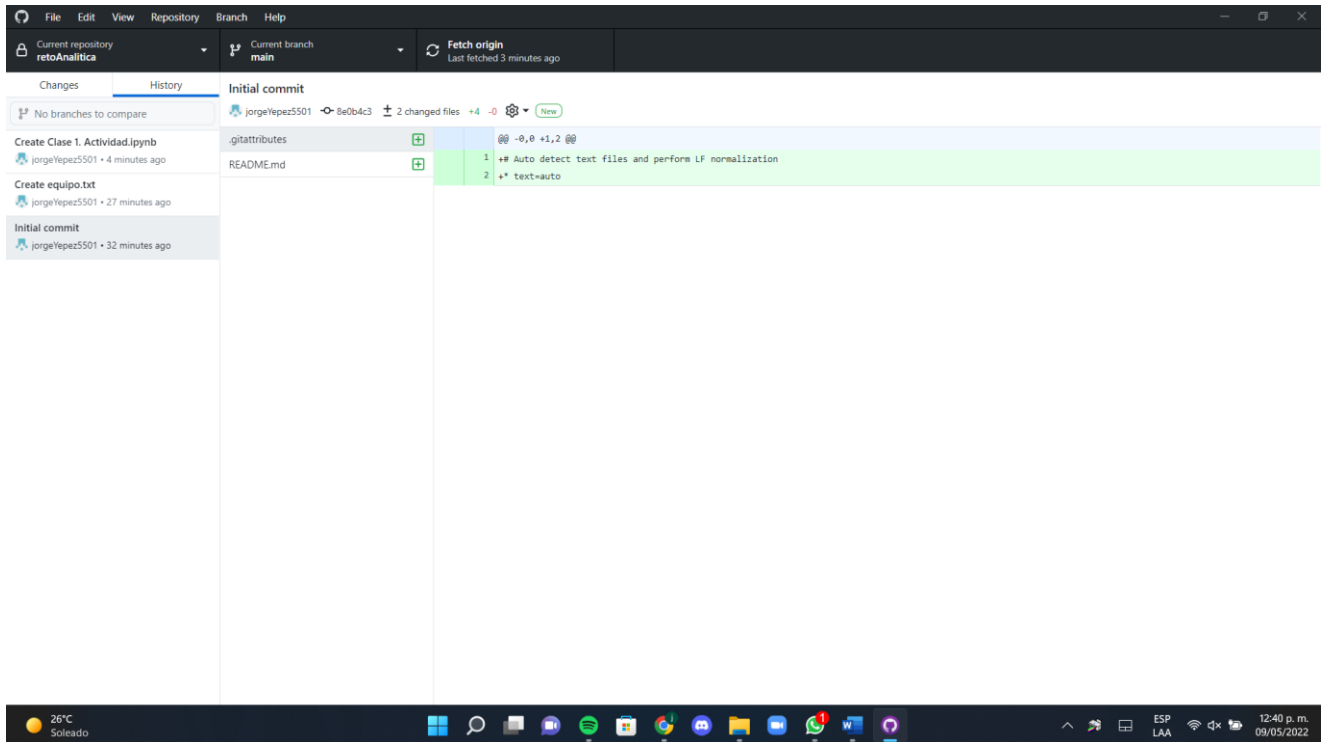 File Edit View Repository Branch Help
Current repository
retoAnalitica
Current branch
main
Fetch origin
Last fetched 3 minutes ago
Changes History
No branches to compare
Create Clase 1. Actividad.ipynb
jorgeYepez5501 • 4 minutes ago
Create equipo.txt
jorgeYepez5501 • 27 minutes ago
Initial commit
jorgeYepez5501 • 32 minutes ago
Initial commit
jorgeYepez5501 8e0b4c3 2 changed files +4 -0 New
.gitattributes
README.md
@@ -0,0 +1,2 @@
1 +# Auto detect text files and perform LF normalization
2 +* text=auto
26°C
Soleado
1
ESP
LAA
12:40 p. m.
09/05/2022